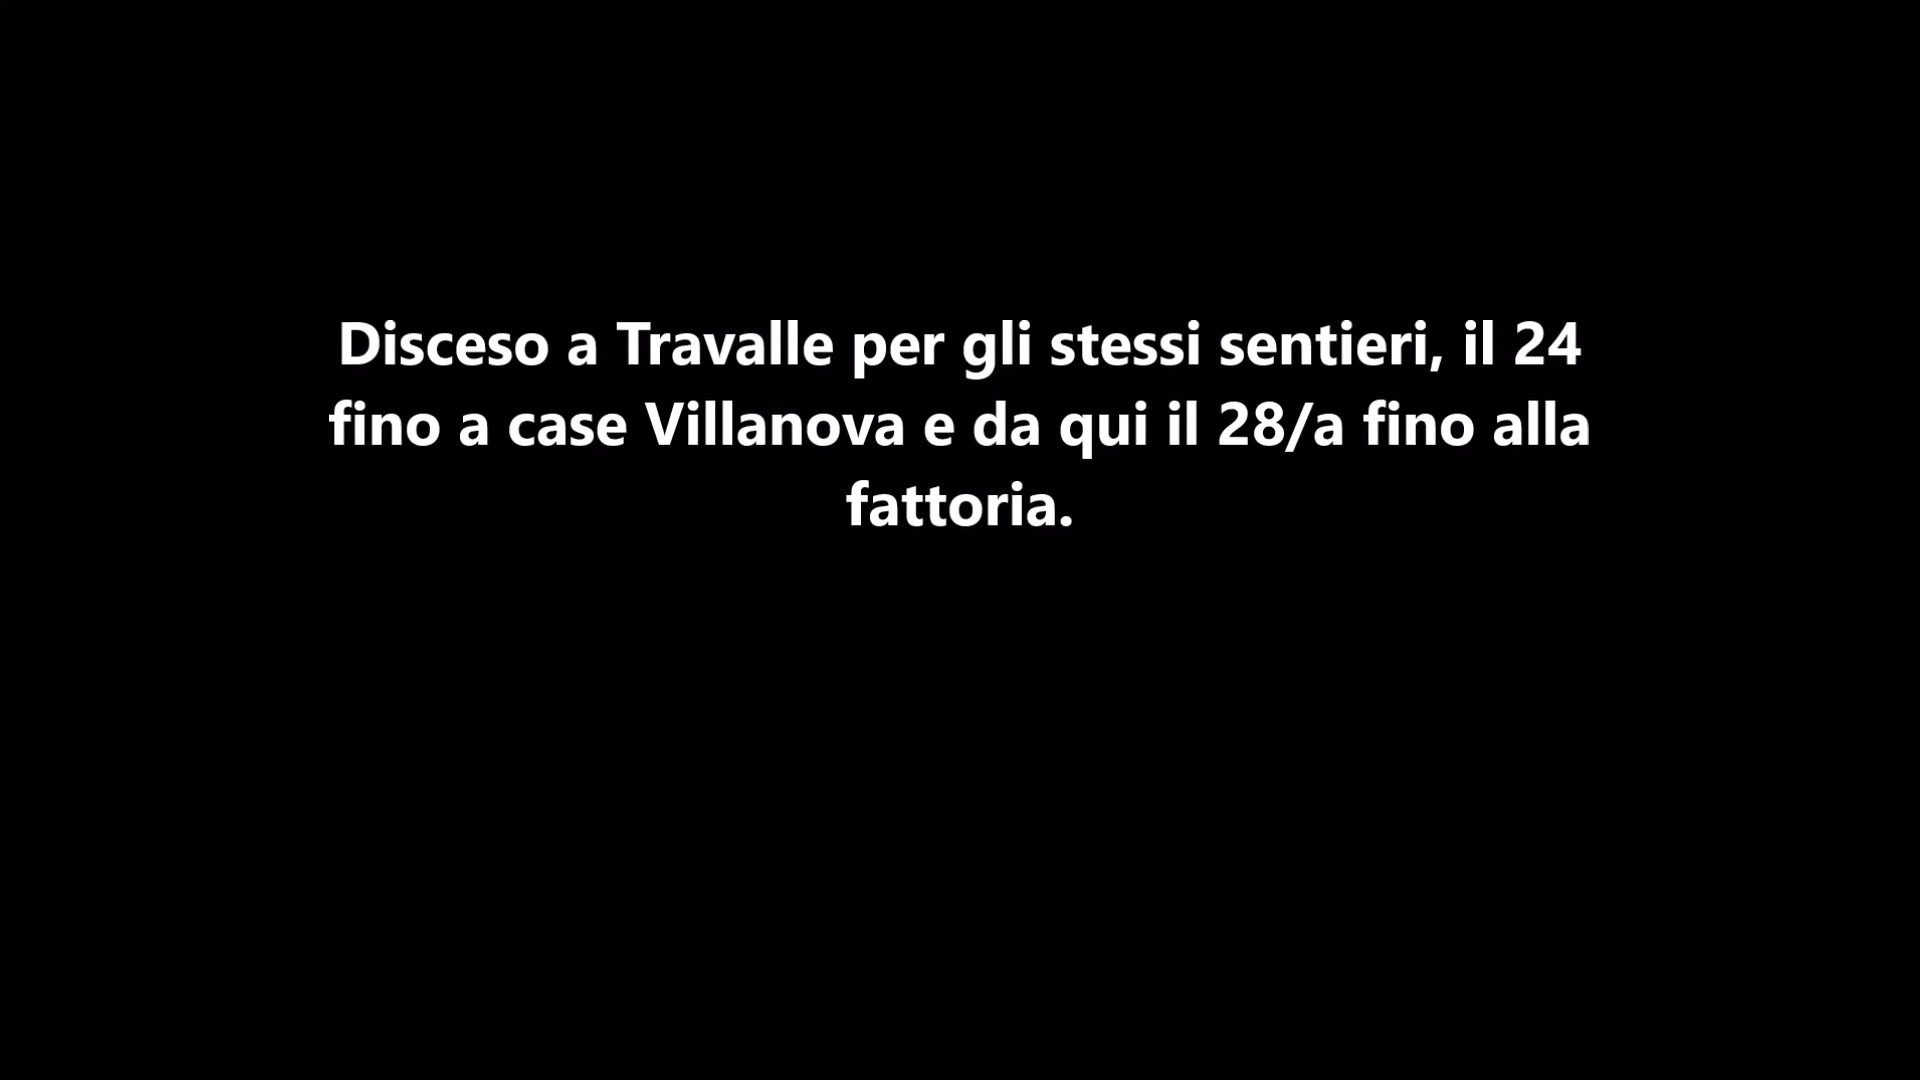 Disceso a Travalle per gli stessi sentieri, il 24
fino a case Villanova e da qui il 28/a fino alla
fattoria.